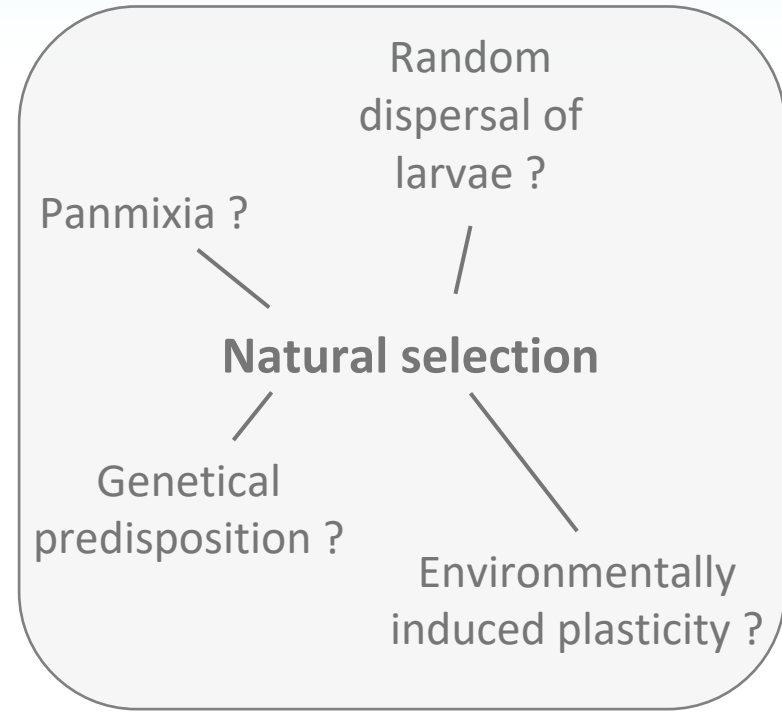 Random
dispersal of
larvae ?
Panmixia ?
Natural selection
Genetical
predisposition ?
Environmentally
induced plasticity ?